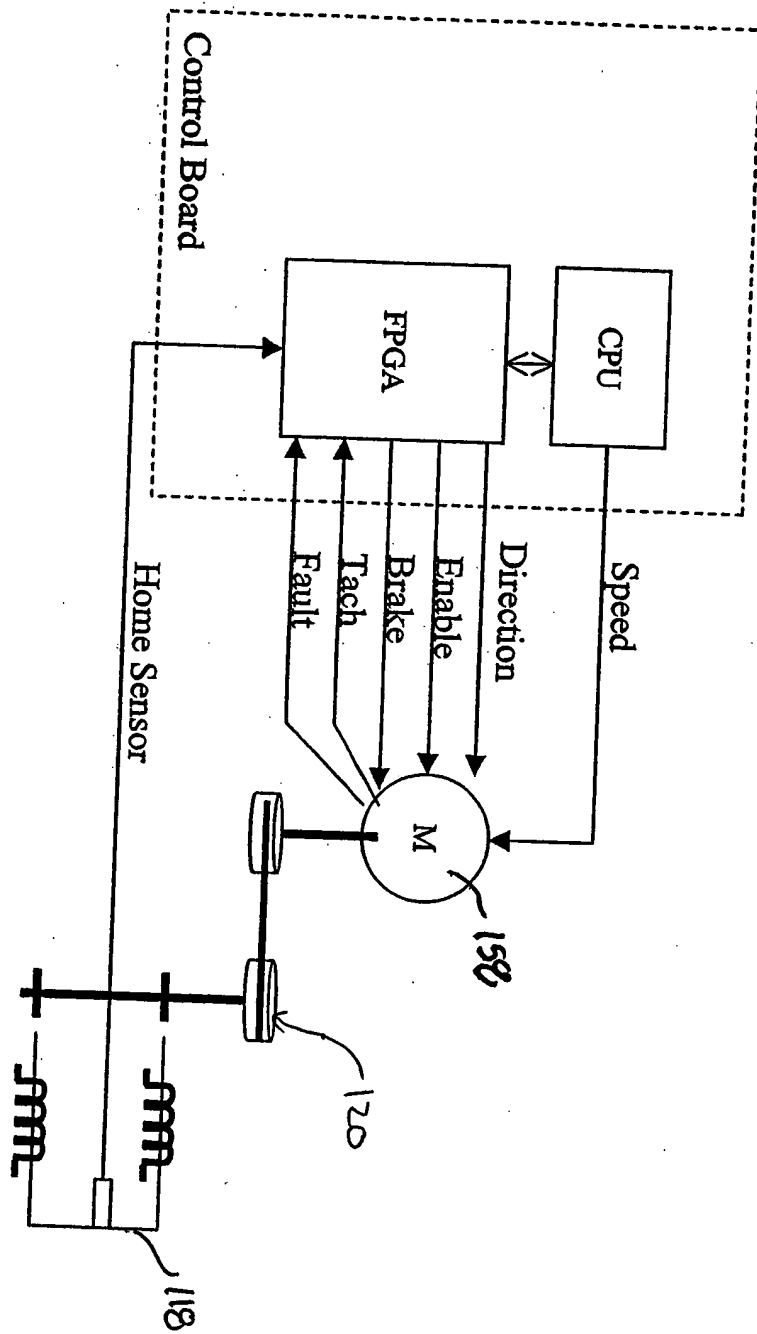 Control Board
CPU
FPGA
Speed
Direction
Enable
Brake
Tach
Fault
Home Sensor
M
158
120
118